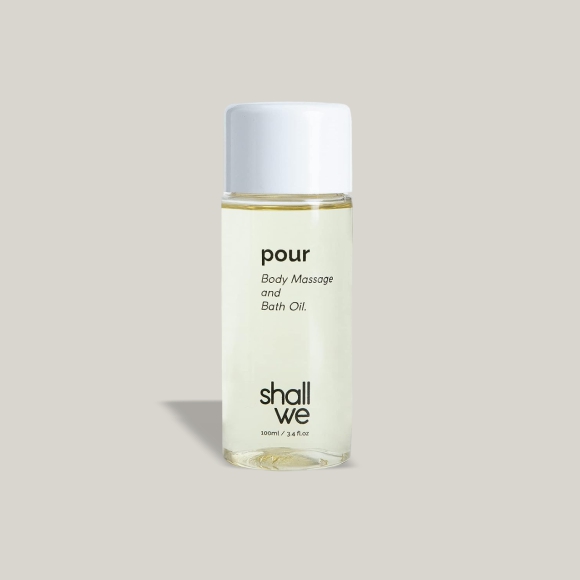 pour
Body Massage
and
Bath Oil.
shall
we
100ml / 3.4 fl.oz